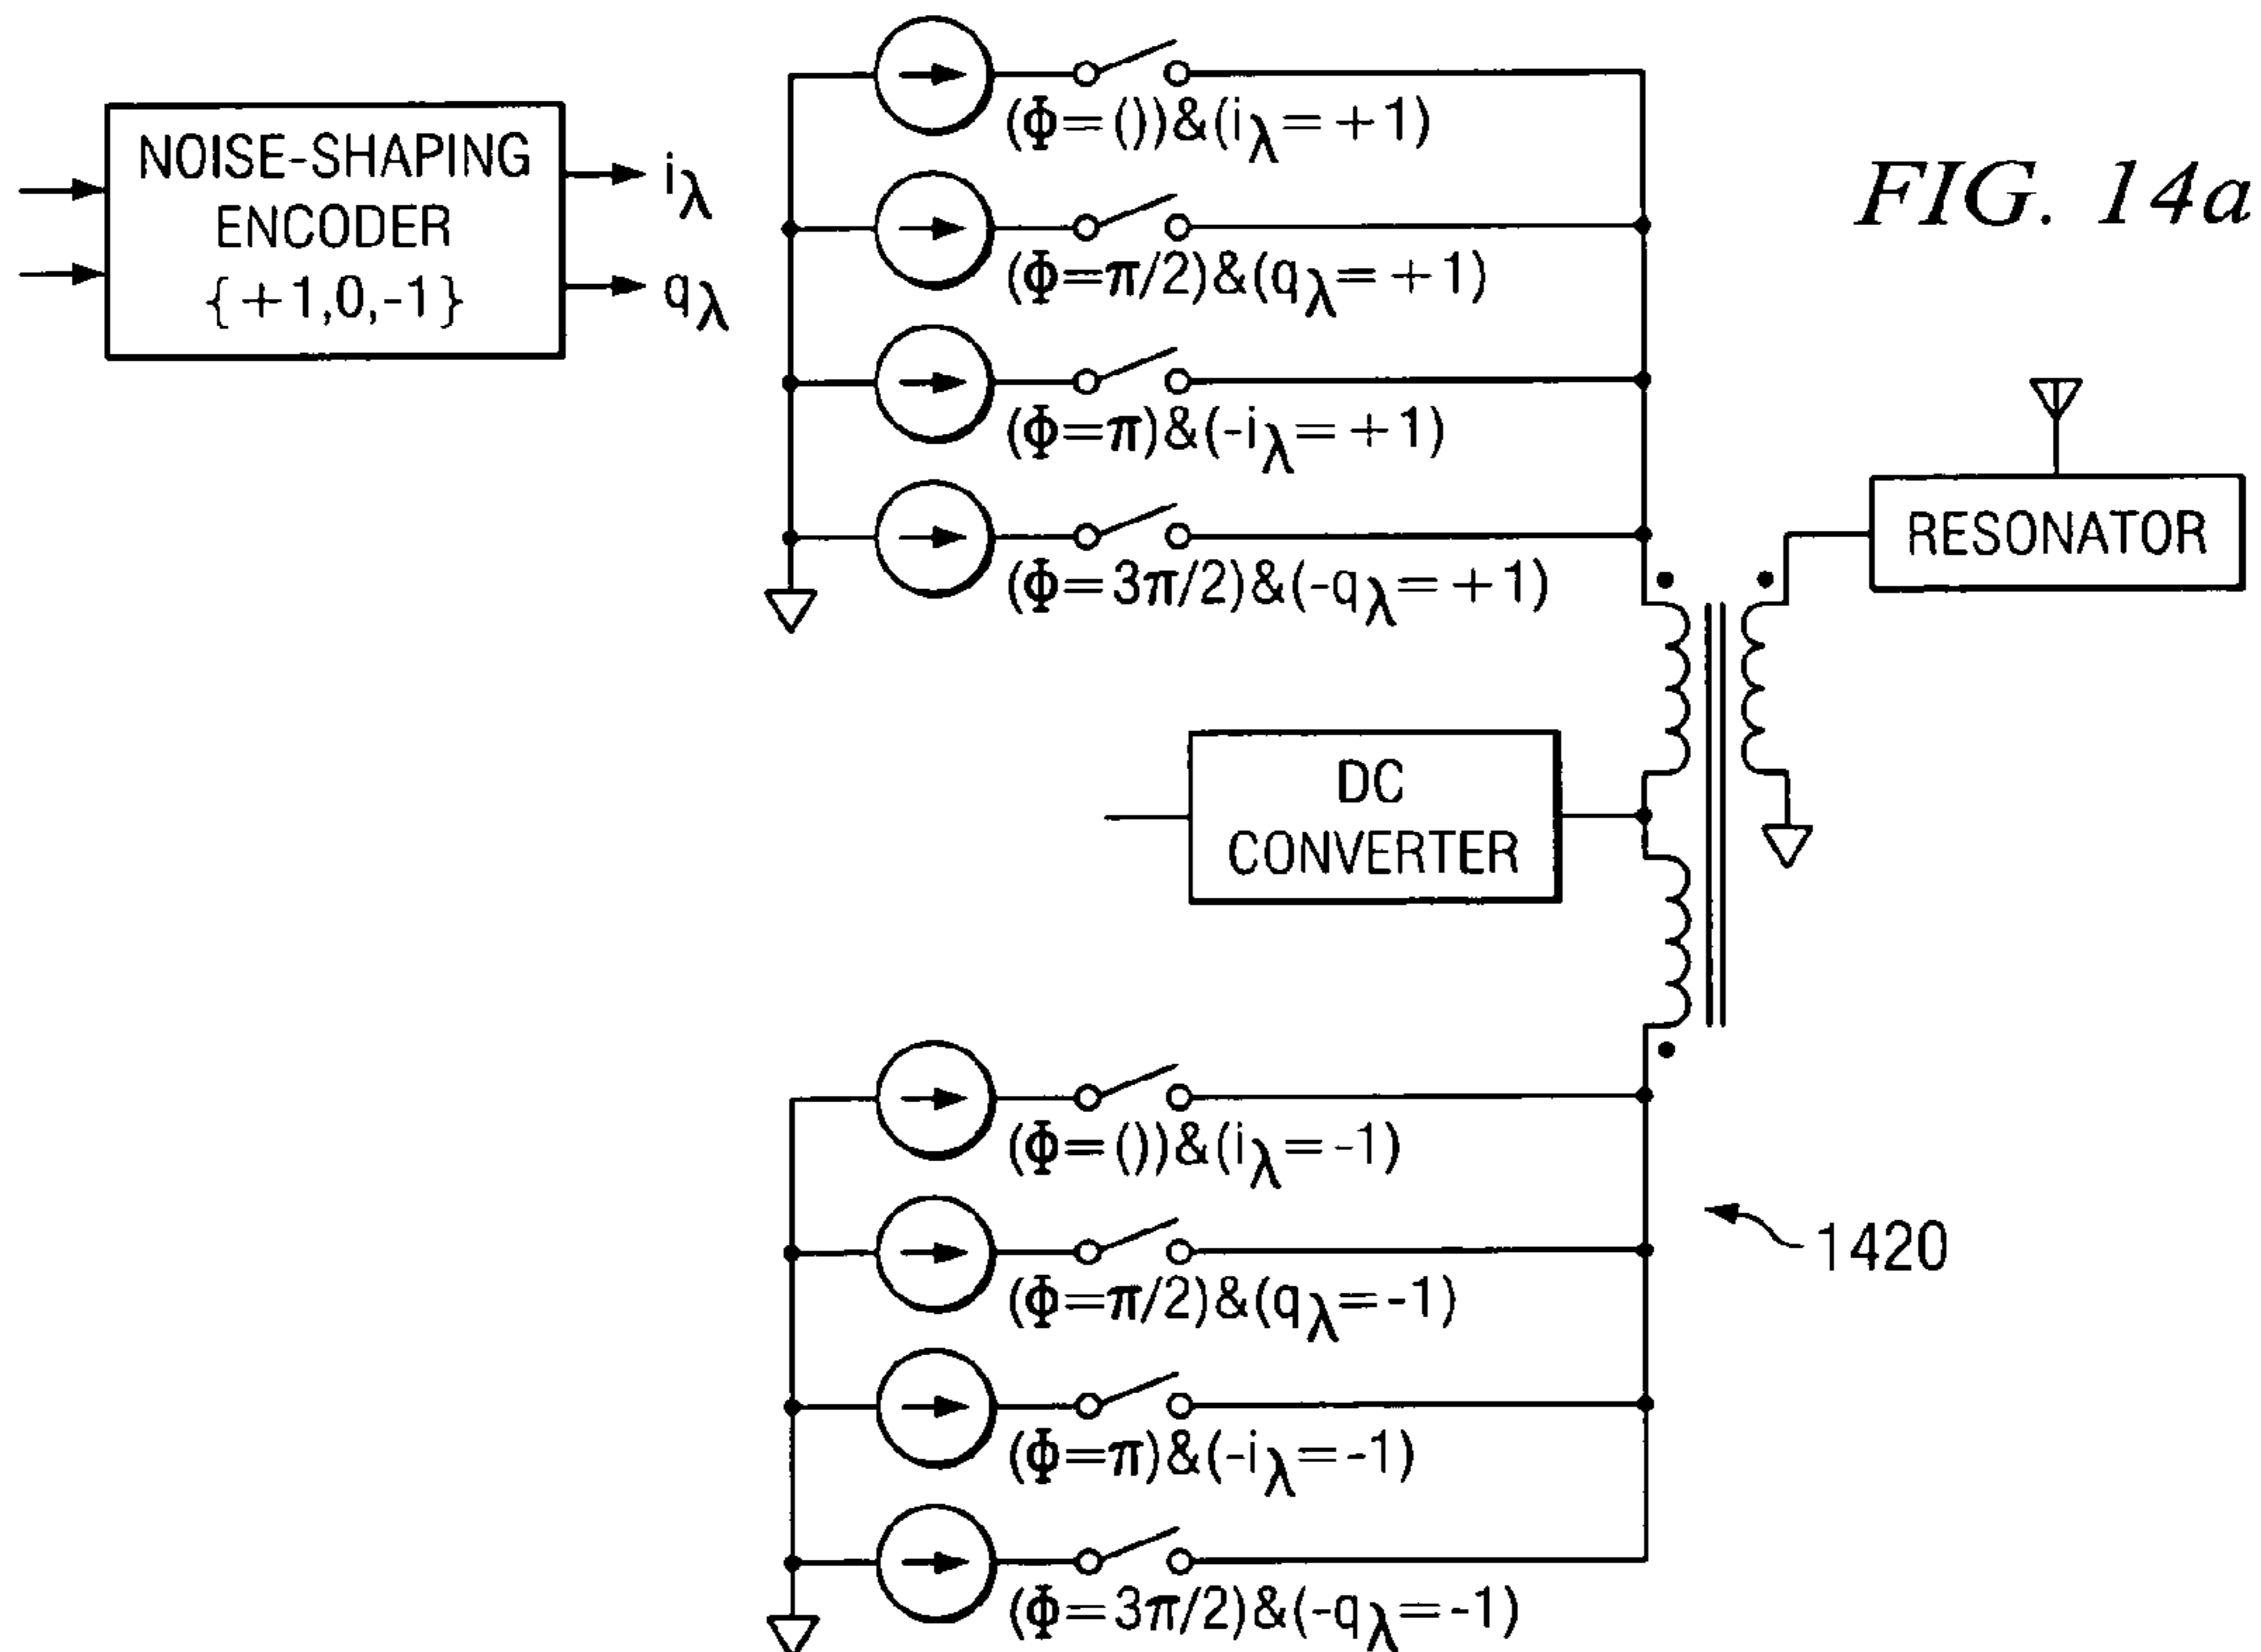 NOISE-SHAPING
ENCODER
{+1,0,-1}
iλ
qλ
(Φ=())&(iλ=+1)
(Φ=π/2)&(qλ=+1)
(Φ=π)&(-iλ=+1)
(Φ=3π/2)&(-qλ=+1)
FIG. 14a
RESONATOR
DC
CONVERTER
(Φ=())&(iλ=-1)
(Φ=π/2)&(qλ=-1)
(Φ=π)&(-iλ=-1)
(Φ=3π/2)&(-qλ=-1)
1420